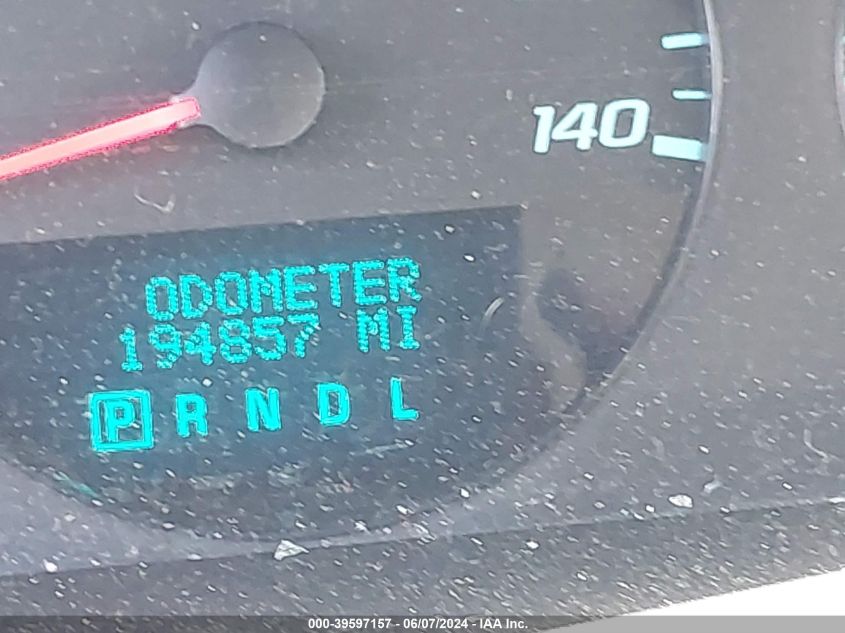 140
ODOMETER
194857 MI
P R N D L
000-39597157 - 06/07/2024 - IAA Inc.